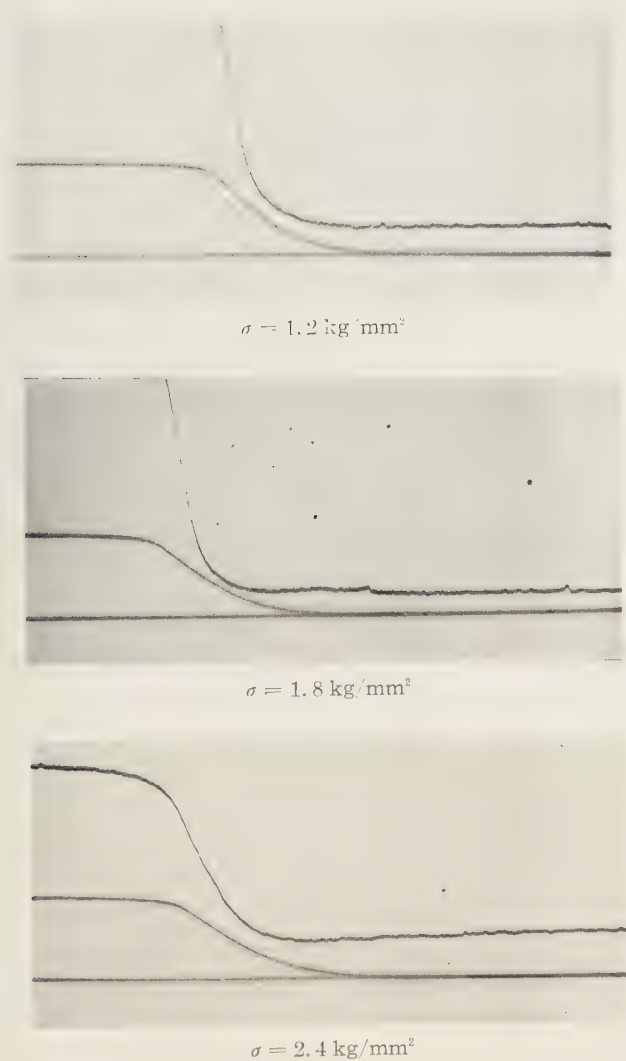 σ = 1.2 kg/mm²
σ = 1.8 kg/mm²
σ = 2.4 kg/mm²